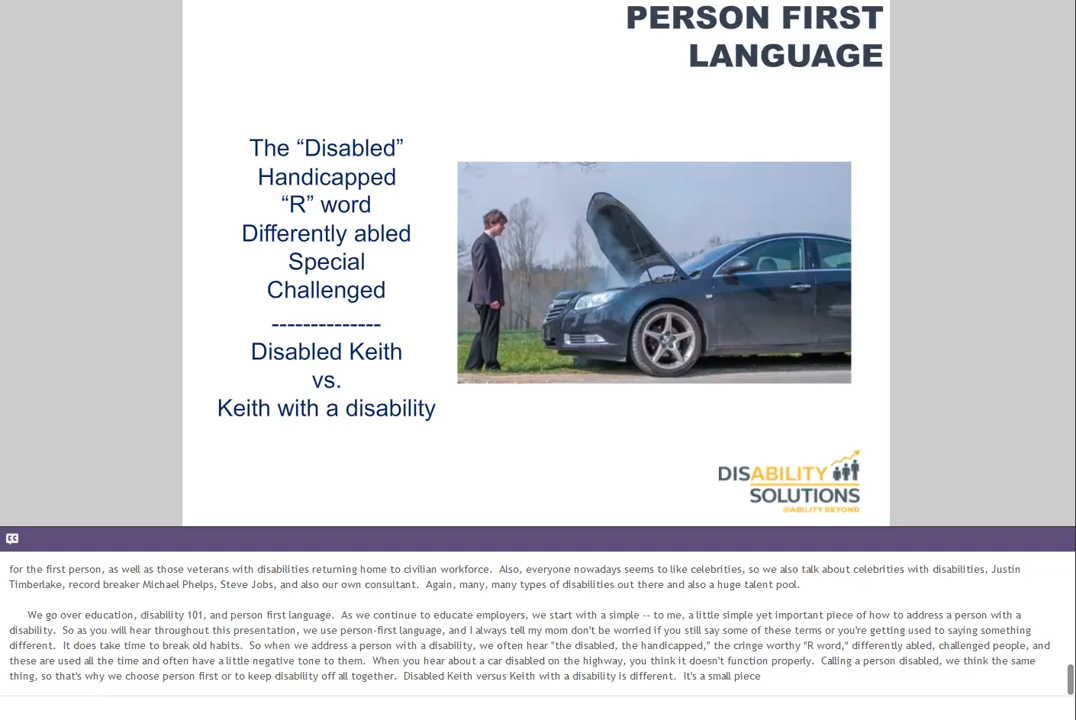 PERSON FIRST
LANGUAGE
The “Disabled”
Handicapped
“R” word
Differently abled
Special
Challenged
--------------
Disabled Keith
vs.
Keith with a disability
DISABILITY
SOLUTIONS
@ABILITY BEYOND
cc
for the first person, as well as those veterans with disabilities returning home to civilian workforce.  Also, everyone nowadays seems to like celebrities, so we also talk about celebrities with disabilities, Justin
Timberlake, record breaker Michael Phelps, Steve Jobs, and also our own consultant.  Again, many, many types of disabilities out there and also a huge talent pool.
We go over education, disability 101, and person first language.  As we continue to educate employers, we start with a simple -- to me, a little simple yet important piece of how to address a person with a
disability.  So as you will hear throughout this presentation, we use person-first language, and I always tell my mom don't be worried if you still say some of these terms or you're getting used to saying something
different.  It does take time to break old habits.  So when we address a person with a disability, we often hear "the disabled, the handicapped," the cringe worthy "R word," differently abled, challenged people, and
these are used all the time and often have a little negative tone to them.  When you hear about a car disabled on the highway, you think it doesn't function properly.  Calling a person disabled, we think the same
thing, so that's why we choose person first or to keep disability off all together.  Disabled Keith versus Keith with a disability is different.  It's a small piece